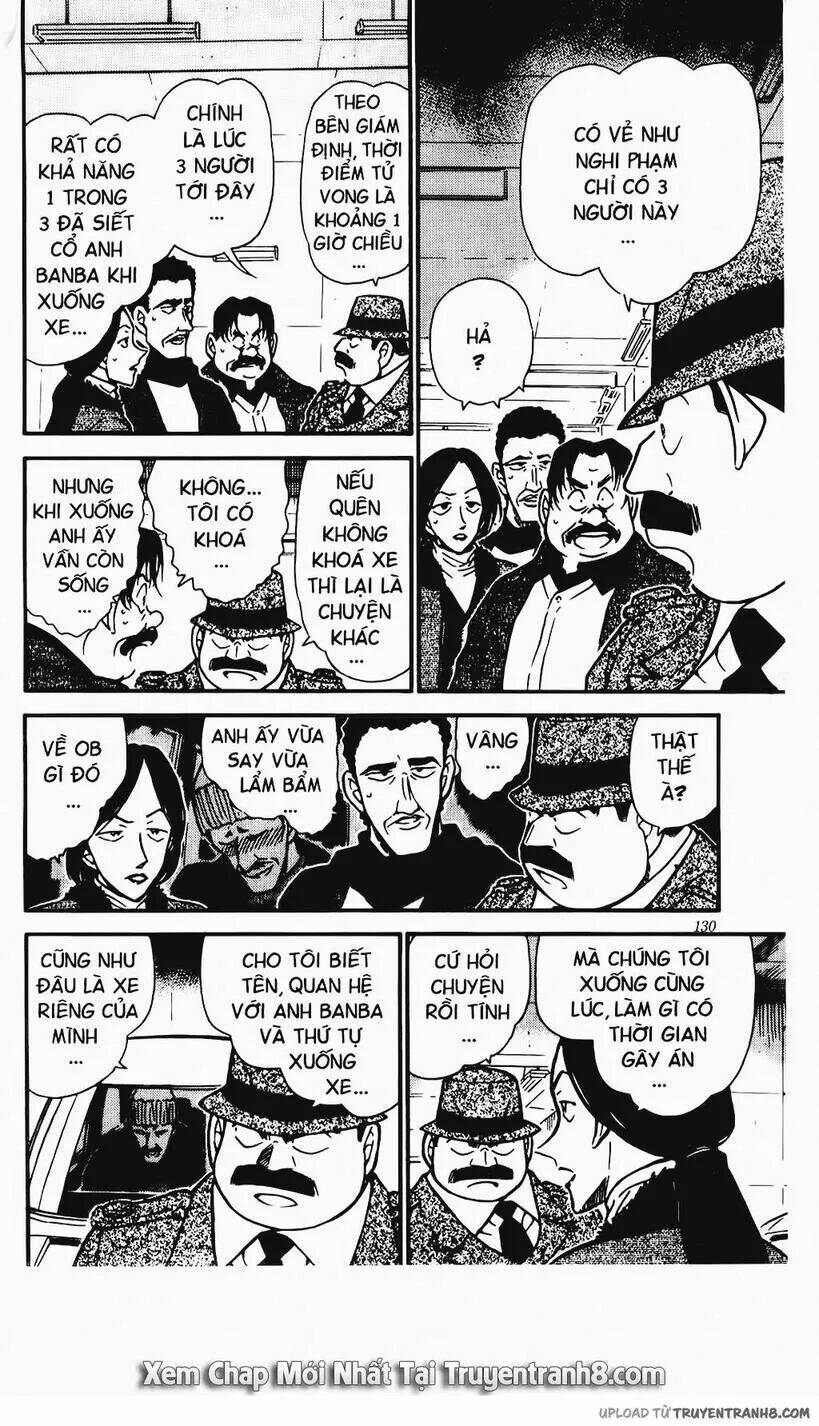 CÓ VẺ NHƯ
NGHI PHẠM
CHỈ CÓ 3
NGƯỜI NÀY
...
HẢ
?
THEO
BÊN GIÁM
ĐỊNH, THỜI
ĐIỂM TỬ
VONG LÀ
KHOẢNG 1
GIỜ CHIỀU
...
CHÍNH
LÀ LÚC
3 NGƯỜI
TỚI ĐÂY
...
RẤT CÓ
KHẢ NĂNG
1 TRONG
3 ĐÃ SIẾT
CỔ ANH
BANBA KHI
XUỐNG
XE...
NẾU
QUÊN
KHÔNG
KHOÁ XE
THÌ LẠI LÀ
CHUYỆN
KHÁC
...
KHÔNG...
TÔI CÓ
KHOÁ
...
NHƯNG
KHI XUỐNG
ANH ẤY
VẪN CÒN
SỐNG
...
THẬT
THẾ
À?
VÂNG
...
ANH ẤY VỪA
SAY VỪA
LẨM BẨM
...
VỀ OB
GÌ ĐÓ
...
130
MÀ CHÚNG TÔI
XUỐNG CÙNG
LÚC, LÀM GÌ CÓ
THỜI GIAN
GÂY ÁN
...
CỨ HỎI
CHUYỆN
RỒI TÍNH
...
CHO TÔI BIẾT
TÊN, QUAN HỆ
VỚI ANH BANBA
VÀ THỨ TỰ
XUỐNG
XE...
CŨNG NHƯ
ĐÂU LÀ XE
RIÊNG CỦA
MÌNH
...
Xem Chap Mới Nhất Tại Truyentranh8.com
UPLOAD TỪ TRUYENTRANH8.COM